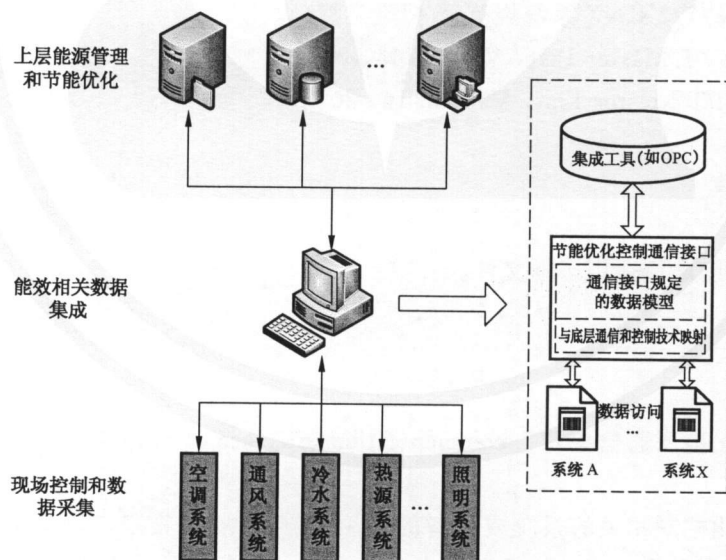 上层能源管理
和节能优化
...
集成工具(如OPC)
节能优化控制通信接口
通信接口规定
的数据模型
与底层通信和控制技术映射
能效相关数据
集成
数据访问
...
系统A
系统X
现场控制和数
据采集
空调系统
通风系统
冷水系统
热源系统
...
照明系统